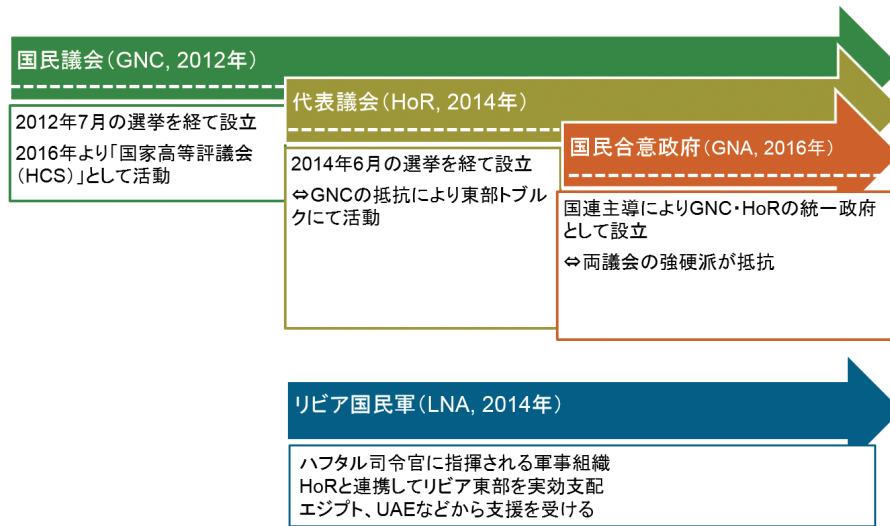 国民議会(GNC, 2012年)
2012年7月の選挙を経て設立
2016年より「国家高等評議会
(HCS)」として活動
代表議会(HoR, 2014年)
2014年6月の選挙を経て設立
⇔GNCの抵抗により東部トブル
クにて活動
国民合意政府(GNA, 2016年)
国連主導によりGNC・HoRの統一政府
として設立
⇔両議会の強硬派が抵抗
リビア国民軍(LNA, 2014年)
ハフタル司令官に指揮される軍事組織
HoRと連携してリビア東部を実効支配
エジプト、UAEなどから支援を受ける